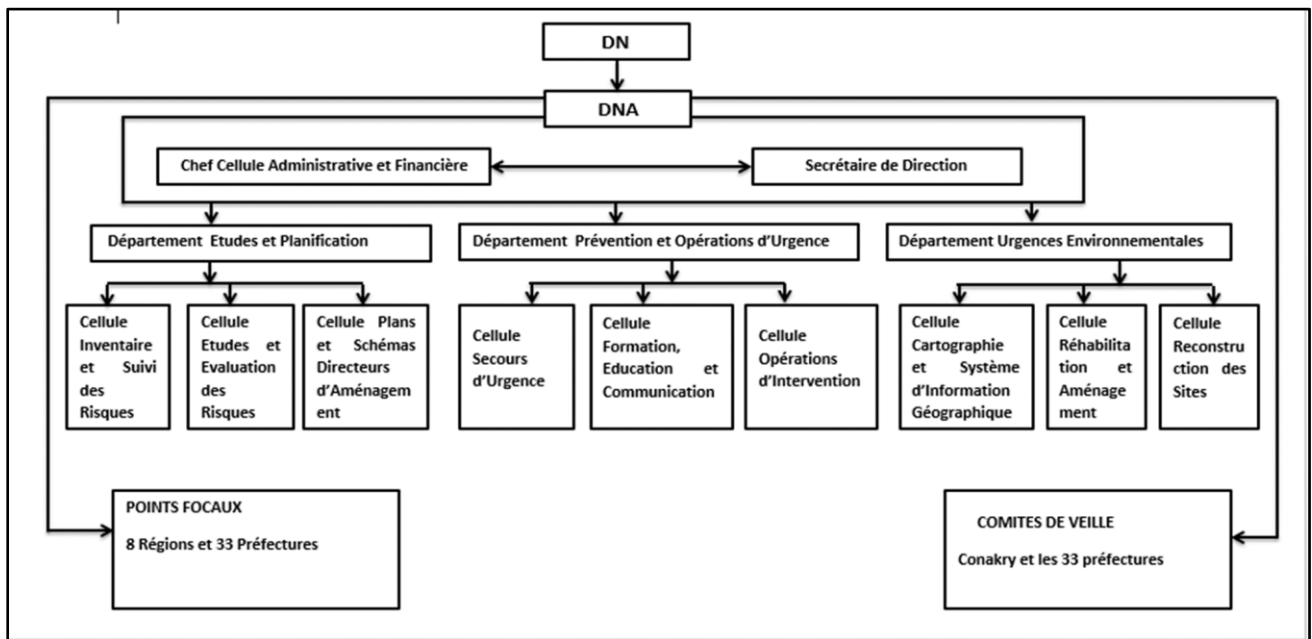 DN
DNA
Chef Cellule Administrative et Financière
Secrétaire de Direction
Département Etudes et Planification
Département Prévention et Opérations d’Urgence
Département Urgences Environnementales
Cellule
Inventaire
et Suivi
des
Risques
Cellule
Etudes et
Evaluation
des
Risques
Cellule Plans
et Schémas
Directeurs
d’Aménagem
ent
Cellule
Secours
d’Urgence
Cellule
Formation,
Education et
Communication
Cellule
Opérations
d’Intervention
Cellule
Cartographie
et Système
d’Information
Géographique
Cellule
Réhabilita
tion et
Aménage
ment
Cellule
Reconstru
ction des
Sites
POINTS FOCAUX
8 Régions et 33 Préfectures
COMITES DE VEILLE
Conakry et les 33 préfectures